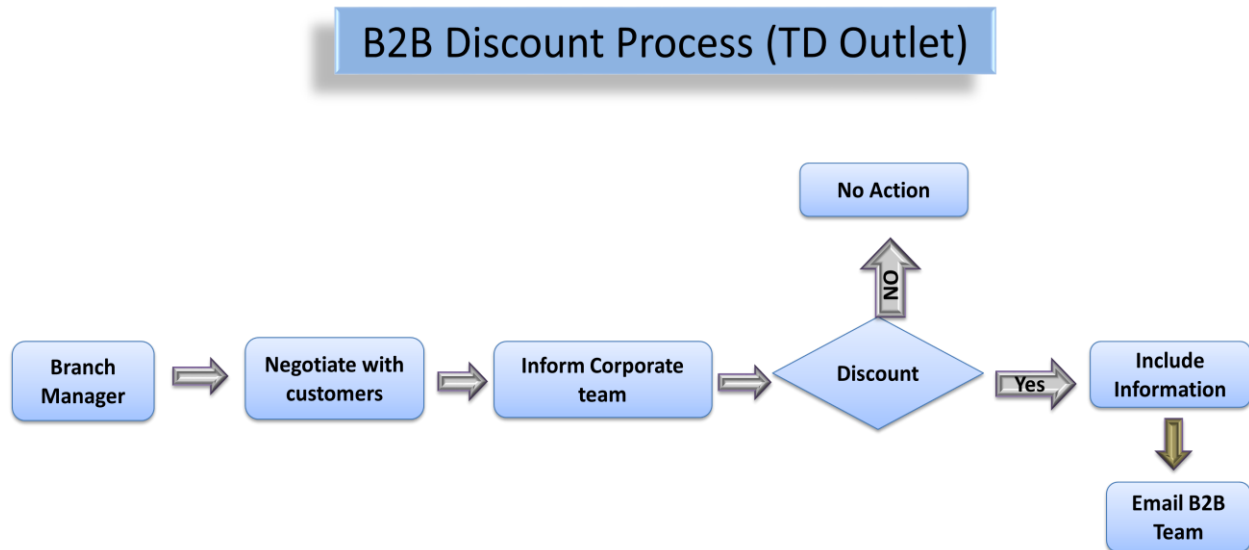 B2B Discount Process (TD Outlet)
No Action
NO
Branch
Manager
Negotiate with
customers
Inform Corporate
team
Discount
Yes
Include
Information
Email B2B
Team